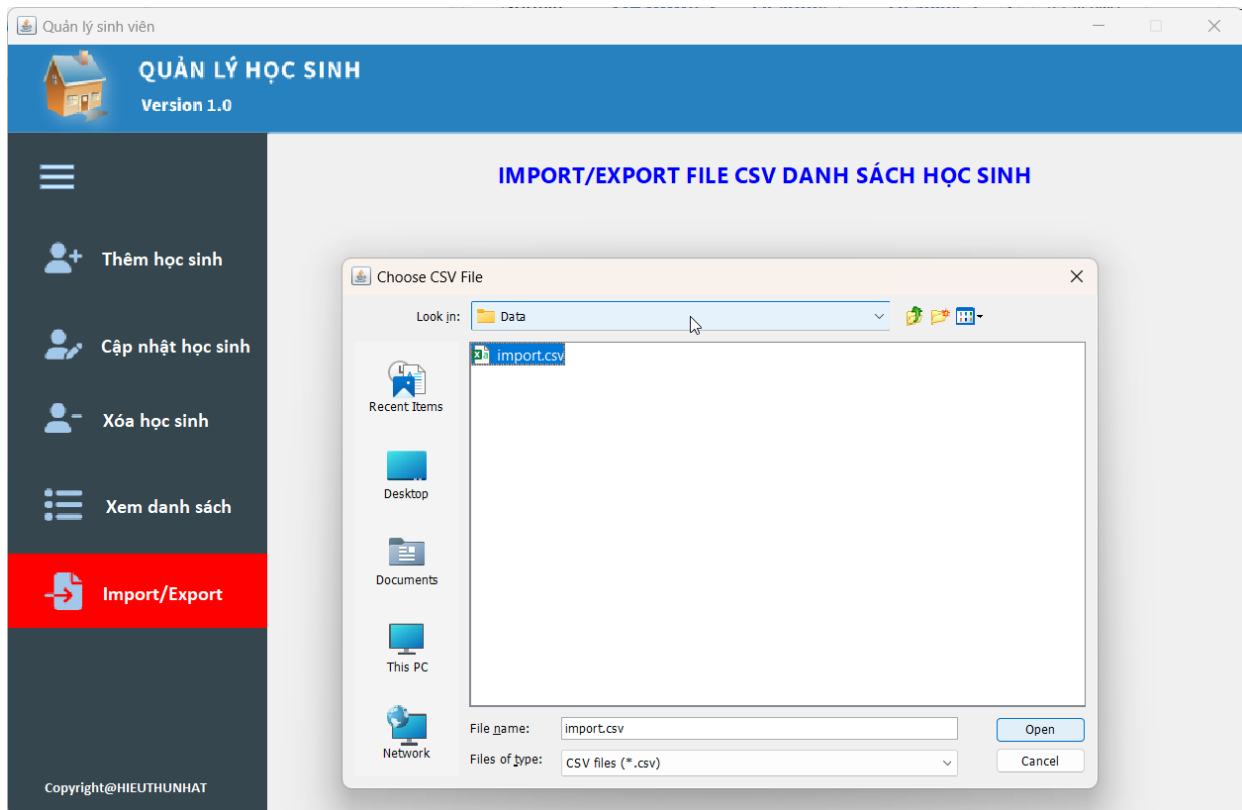 Quản lý sinh viên
QUẢN LÝ HỌC SINH
Version 1.0
IMPORT/EXPORT FILE CSV DANH SÁCH HỌC SINH
Thêm học sinh
Cập nhật học sinh
Xóa học sinh
Xem danh sách
Import/Export
Copyright@HIEUTHUNHAT
Choose CSV File
Look in:
Data
import.csv
Recent Items
Desktop
Documents
This PC
Network
File name:
import.csv
Open
Files of type:
CSV files (*.csv)
Cancel